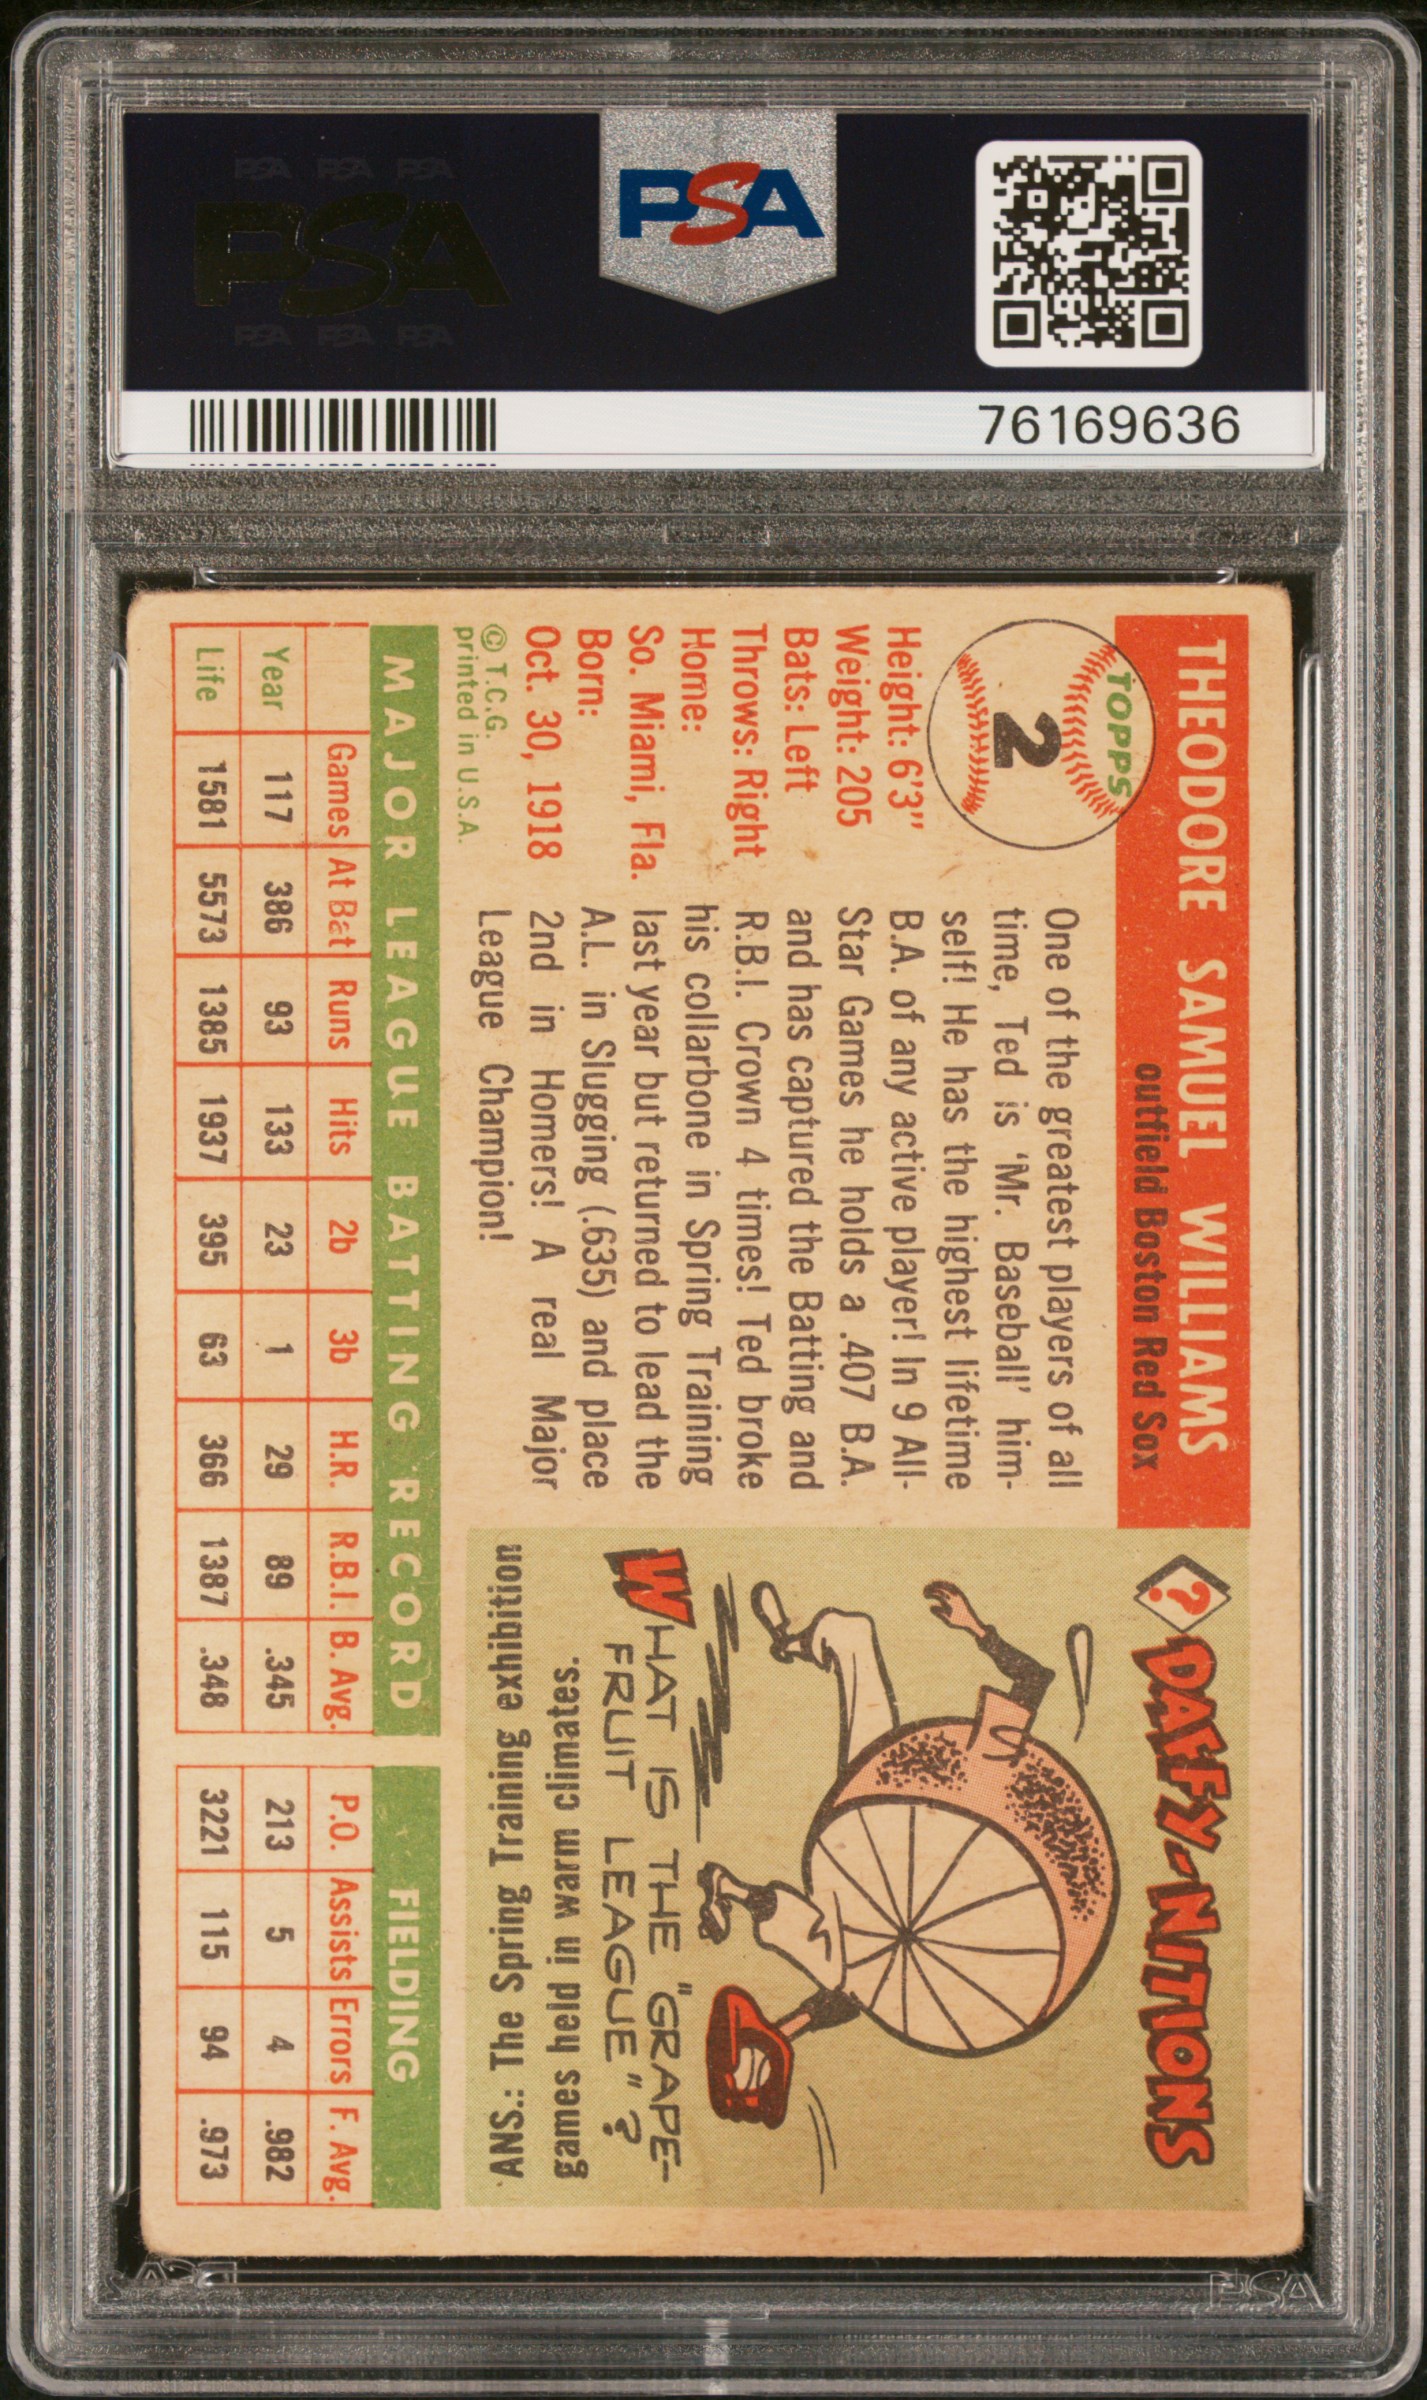 PSA PSA PSA
PSA
PSA PSA PSA
PSA
76169636
THEODORE SAMUEL WILLIAMS
outfield Boston Red Sox
TOPPS
2
Height: 6'3"
Weight: 205
Bats: Left
Throws: Right
Home:
So. Miami, Fla.
Born:
Oct. 30, 1918
© T.C.G.
printed in U.S.A.
One of the greatest players of all
time, Ted is 'Mr. Baseball' him-
self! He has the highest lifetime
B.A. of any active player! In 9 All-
Star Games he holds a .407 B.A.
and has captured the Batting and
R.B.I. Crown 4 times! Ted broke
his collarbone in Spring Training
last year but returned to lead the
A.L. in Slugging (.635) and place
2nd in Homers! A real Major
League Champion!
? DAFFY-NITIONS
WHAT IS THE "GRAPE-
FRUIT LEAGUE"?
ANS.: The Spring Training exhibition
games held in warm climates.
MAJOR LEAGUE BATTING RECORD FIELDING
Games At Bat Runs Hits 2b 3b H.R. R.B.I. B. Avg. P.O. Assists Errors F. Avg.
Year 117 386 93 133 23 1 29 89 .345 213 5 4 .982
Life 1581 5573 1385 1937 395 63 366 1387 .348 3221 115 94 .973
PSA
PSA